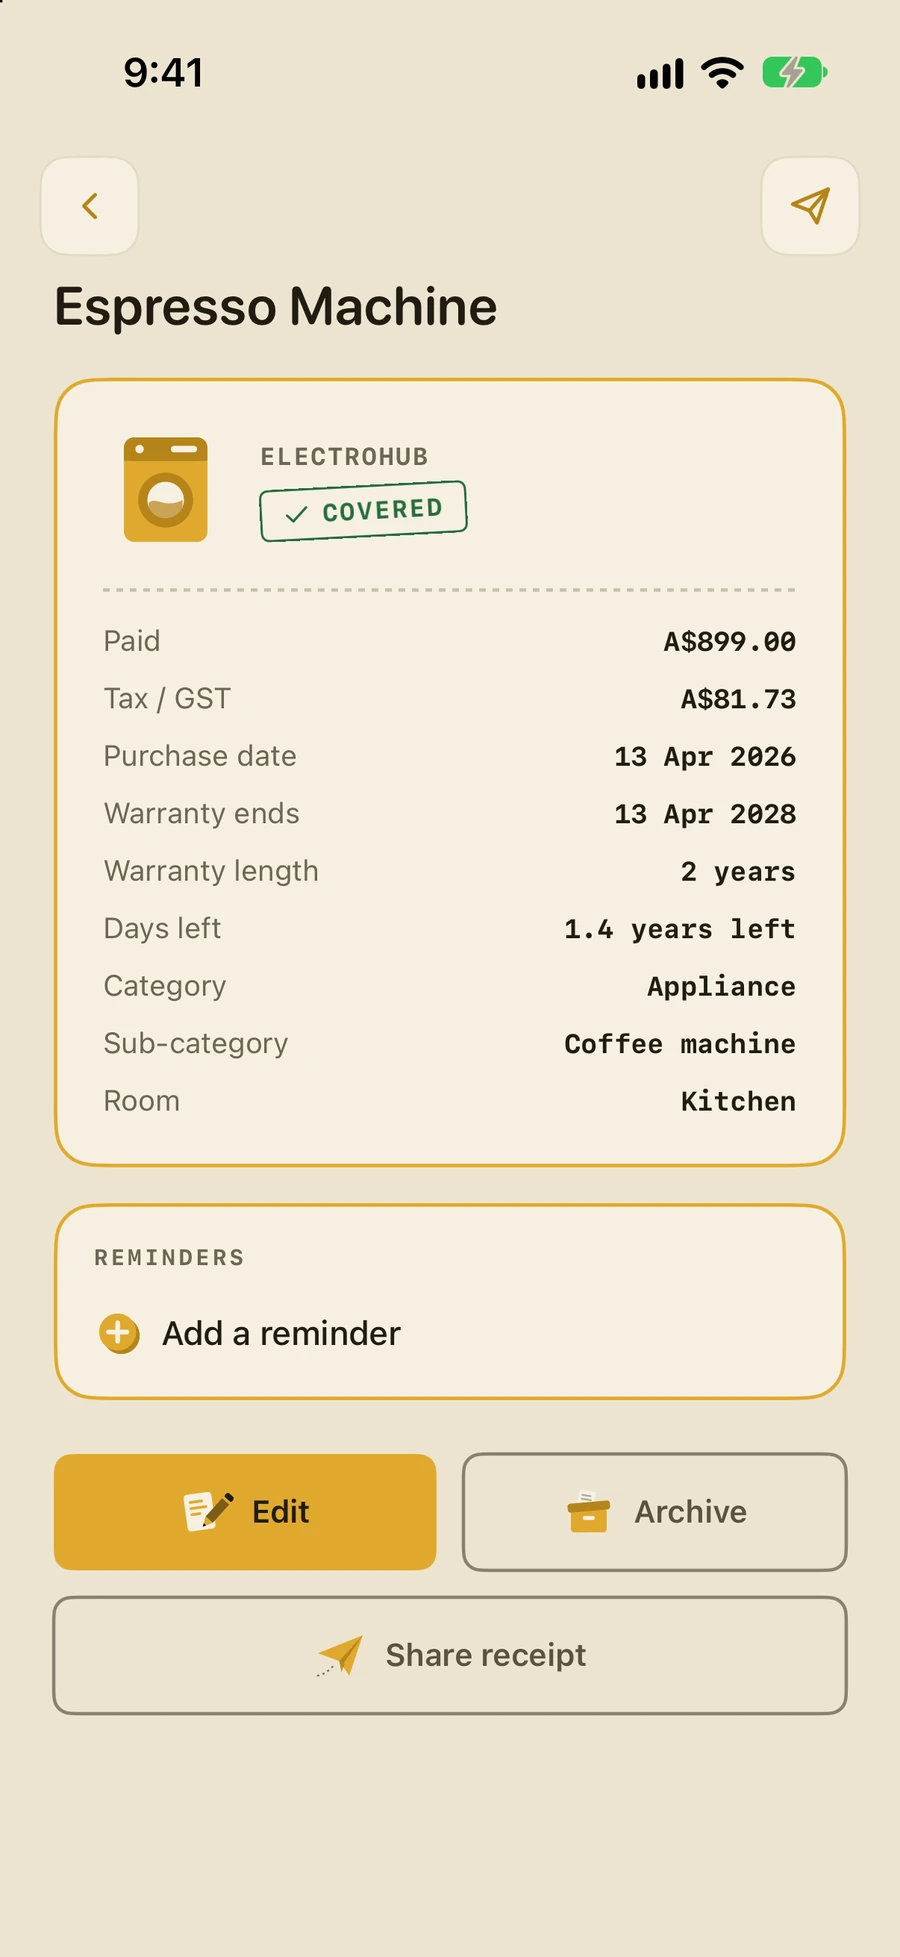 9:41
Espresso Machine
ELECTROHUB
COVERED
Paid A$899.00
Tax / GST A$81.73
Purchase date 13 Apr 2026
Warranty ends 13 Apr 2028
Warranty length 2 years
Days left 1.4 years left
Category Appliance
Sub-category Coffee machine
Room Kitchen
REMINDERS
Add a reminder
Edit Archive
Share receipt